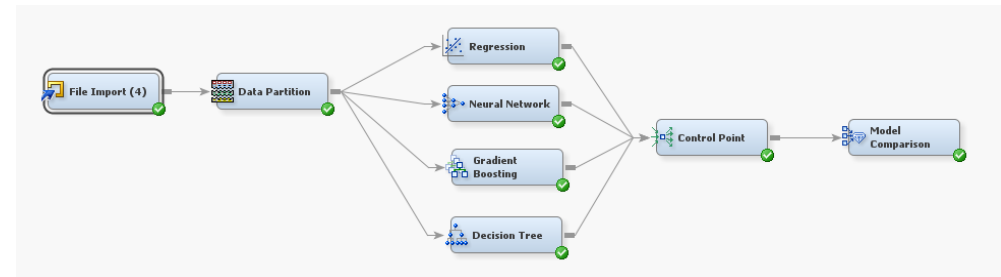 File Import (4)
Data Partition
Regression
Neural Network
Gradient
Boosting
Decision Tree
Control Point
Model
Comparison